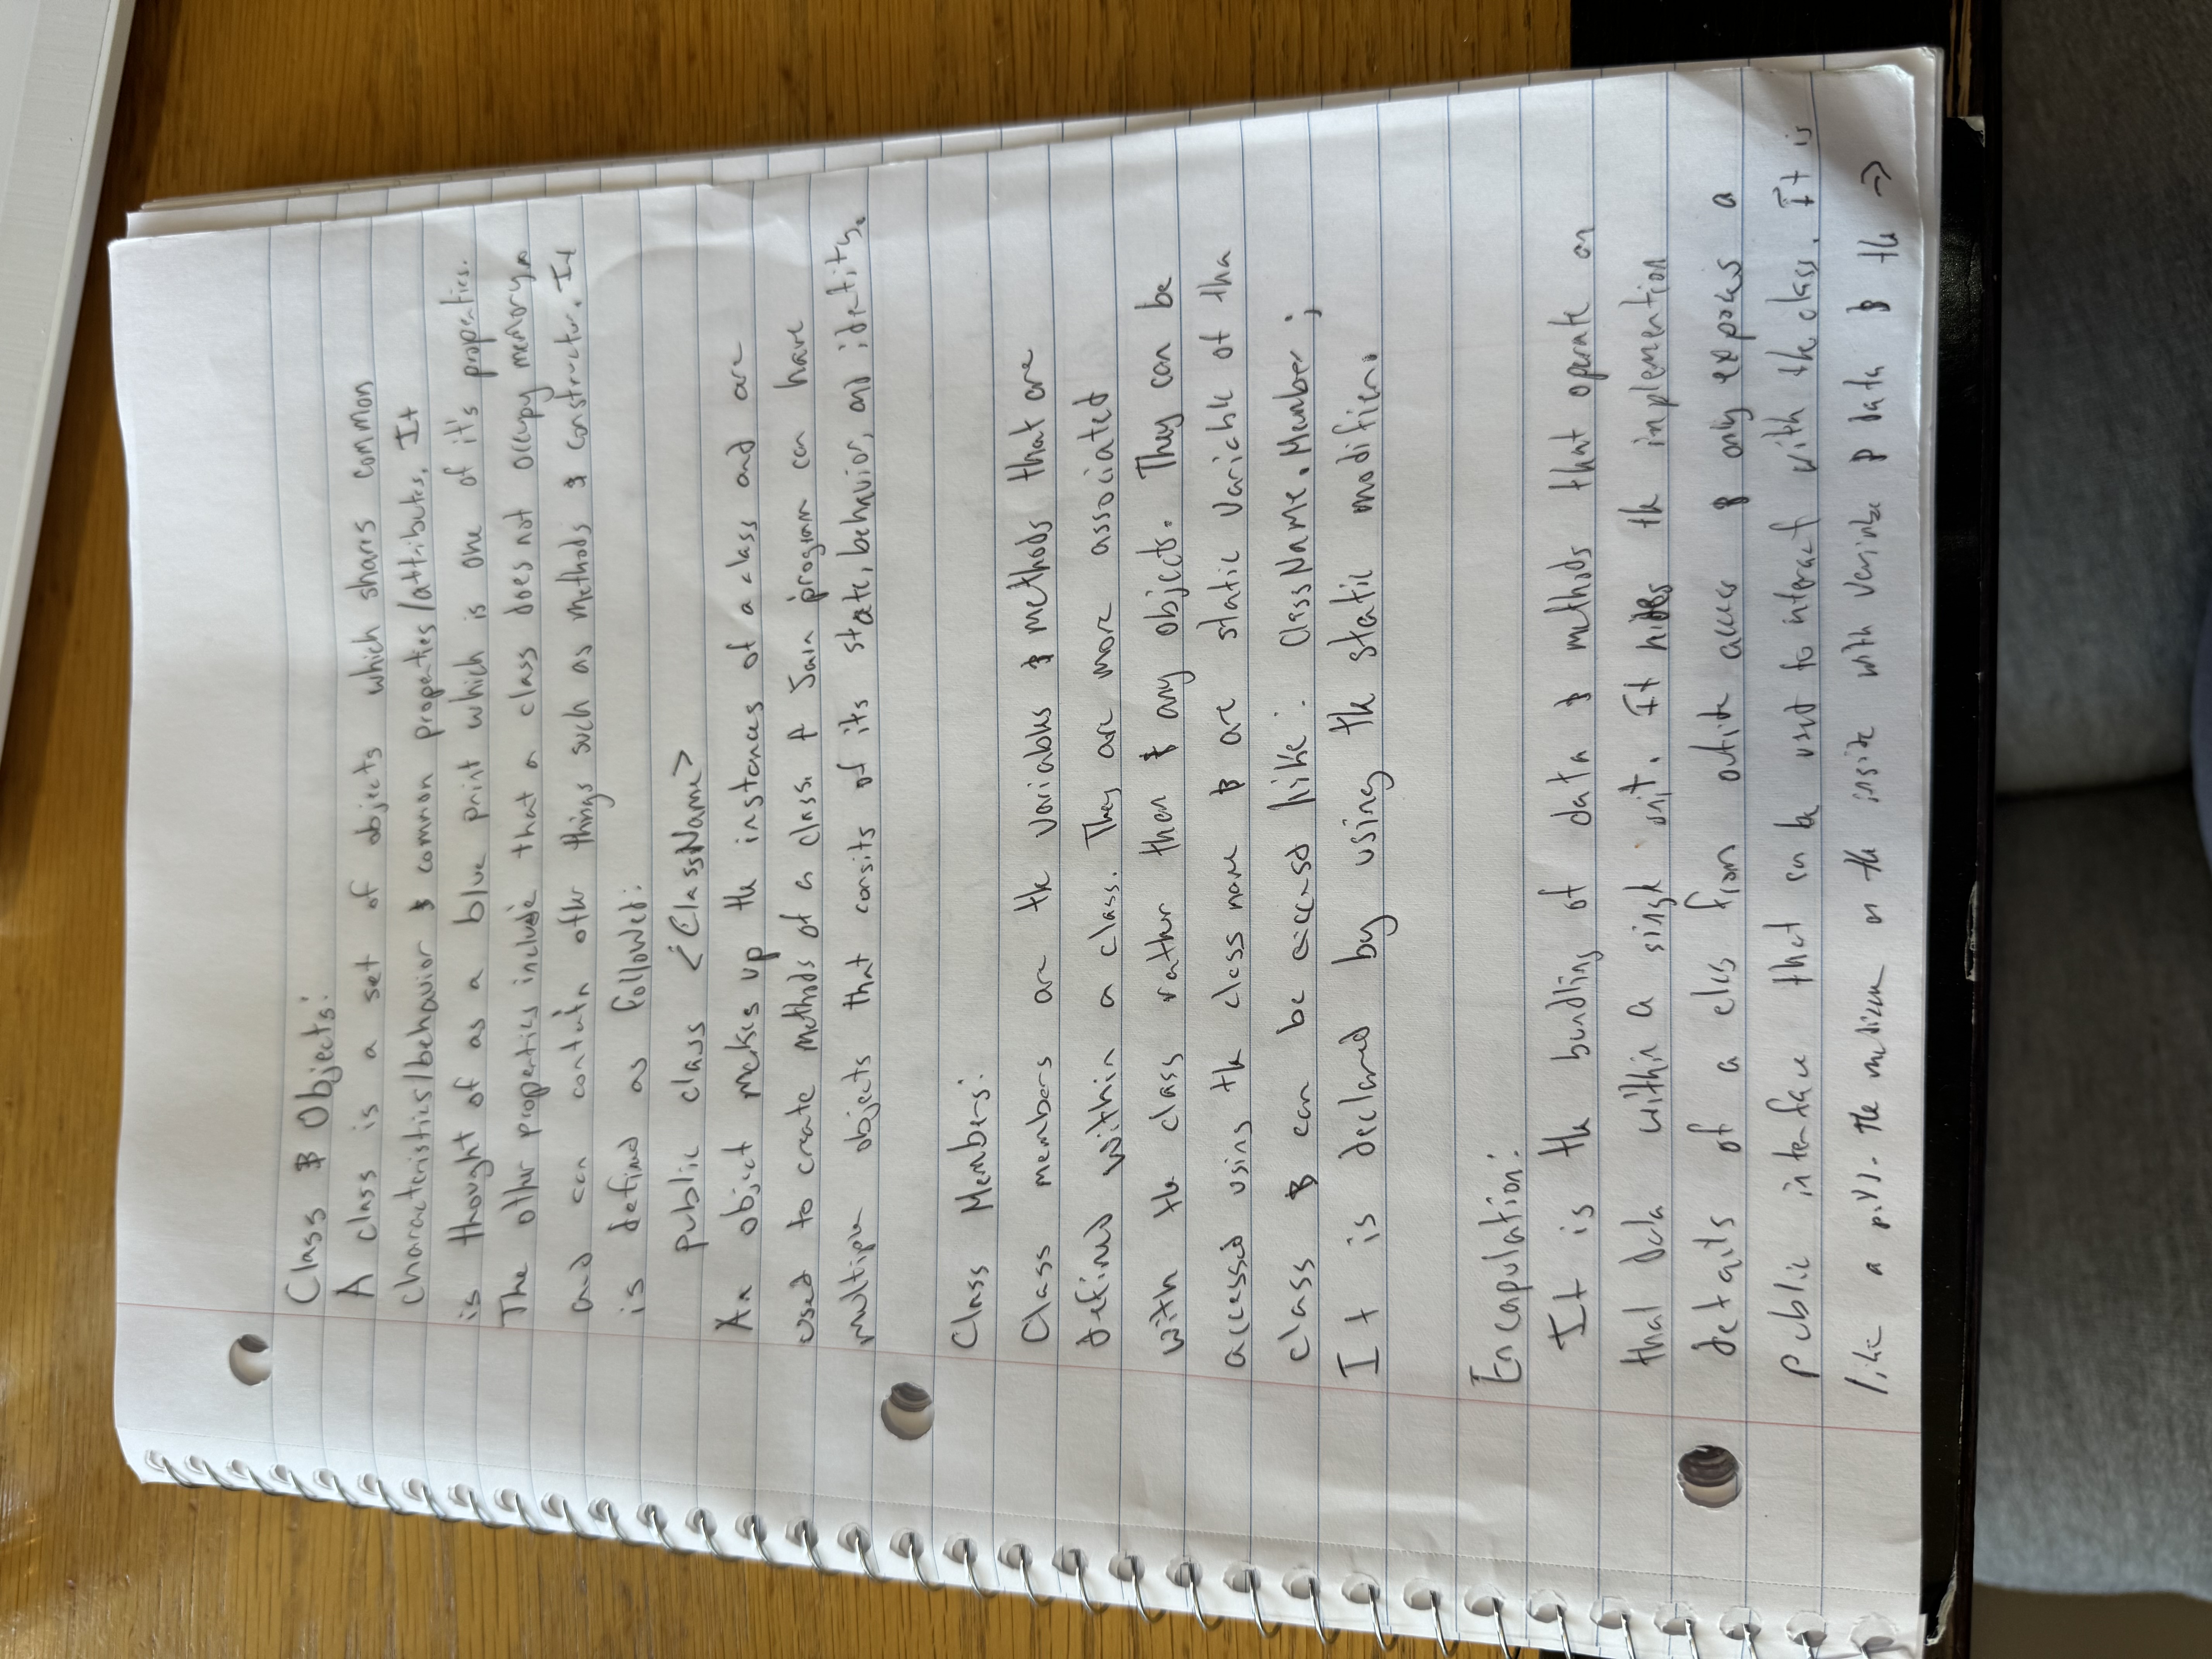 Class & Objects:
A class is a set of objects which shares common
characteristics/behavior & common properties/attributes. It
is thought of as a blue print which is one of it's properties.
The other properties include that a class does not occupy memory.
and can contain other things such as methods & constructor. It
is defined as followed:
public class <ClassName>
An object makes up the instances of a class and are
used to create methods of a class. A Java program can have
multiple objects that consits of its state, behavior, and identity.
Class Members:
Class members are the variables & methods that are
defined within a class. They are more associated
with the class rather than any objects. They can be
accessed using the class name & are static variable of tha
class & can be accessed like: ClassName.Member;
It is declared by using the static modifier.
Encapulation:
It is the bundling of data & methods that operate on
that data within a single unit. It hides the implemention
details of a class from outside access & only exposes a
public interface that can be used to interact with the class. It is
like a pill. The medicine on the inside with & data & the ⇒